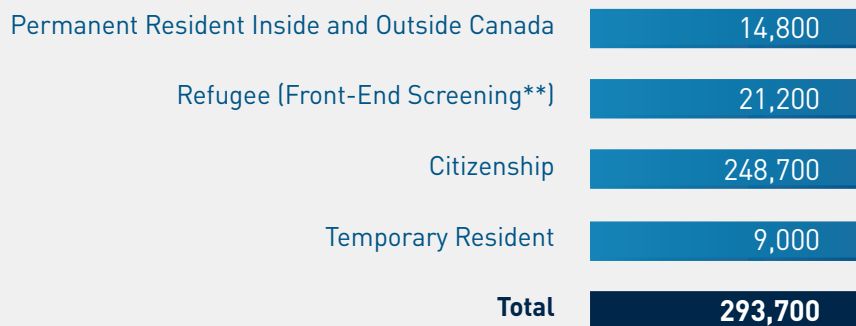 Permanent Resident Inside and Outside Canada 14,800
Refugee (Front-End Screening**) 21,200
Citizenship 248,700
Temporary Resident 9,000
Total 293,700